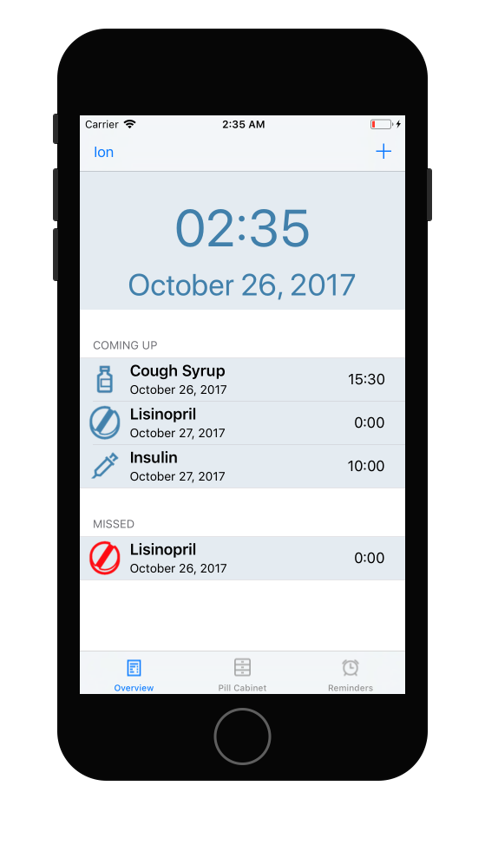 Carrier 2:35 AM
Ion
02:35
October 26, 2017
COMING UP
Cough Syrup 15:30
October 26, 2017
Lisinopril 0:00
October 27, 2017
Insulin 10:00
October 27, 2017
MISSED
Lisinopril 0:00
October 26, 2017
Overview Pill Cabinet Reminders